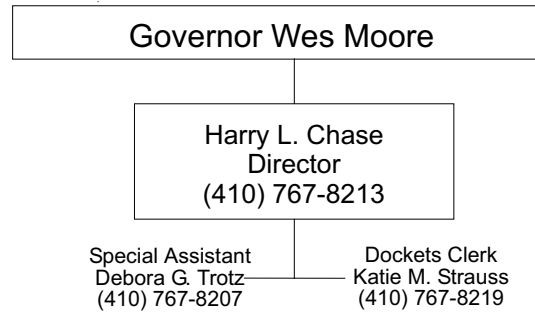 Governor Wes Moore
Harry L. Chase
Director
(410) 767-8213
Special Assistant
Debora G. Trotz
(410) 767-8207
Dockets Clerk
Katie M. Strauss
(410) 767-8219